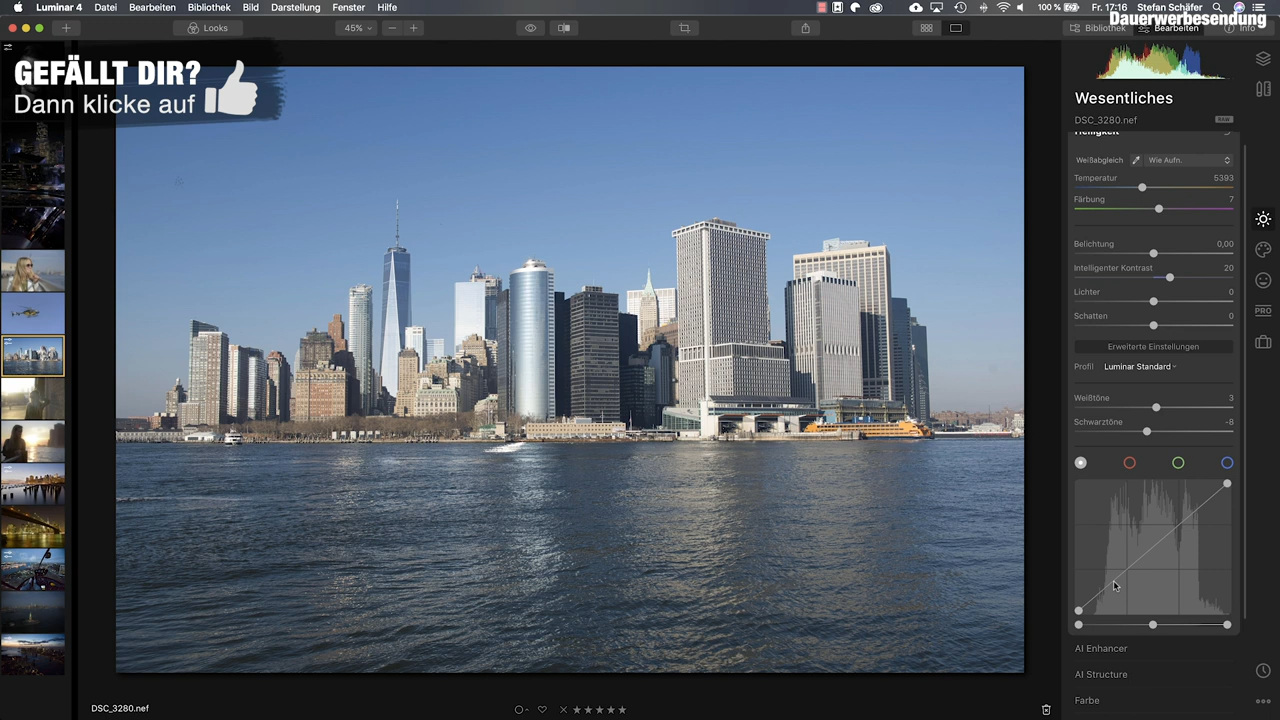 Luminar 4 Datei Bearbeiten Bibliothek Bild Darstellung Fenster Hilfe
100 % Fr. 17:16 Stefan Schäfer
Dauerwerbesendung
Looks
45%
Bibliothek Bearbeiten Info
GEFÄLLT DIR?
Dann klicke auf
Wesentliches
DSC_3280.nef RAW
Helligkeit
Weißabgleich Wie Aufn.
Temperatur 5393
Färbung 7
Belichtung 0,00
Intelligenter Kontrast 20
Lichter 0
Schatten 0
PRO
Erweiterte Einstellungen
Profil Luminar Standard
Weißtöne 3
Schwarztöne -8
AI Enhancer
AI Structure
Farbe
DSC_3280.nef